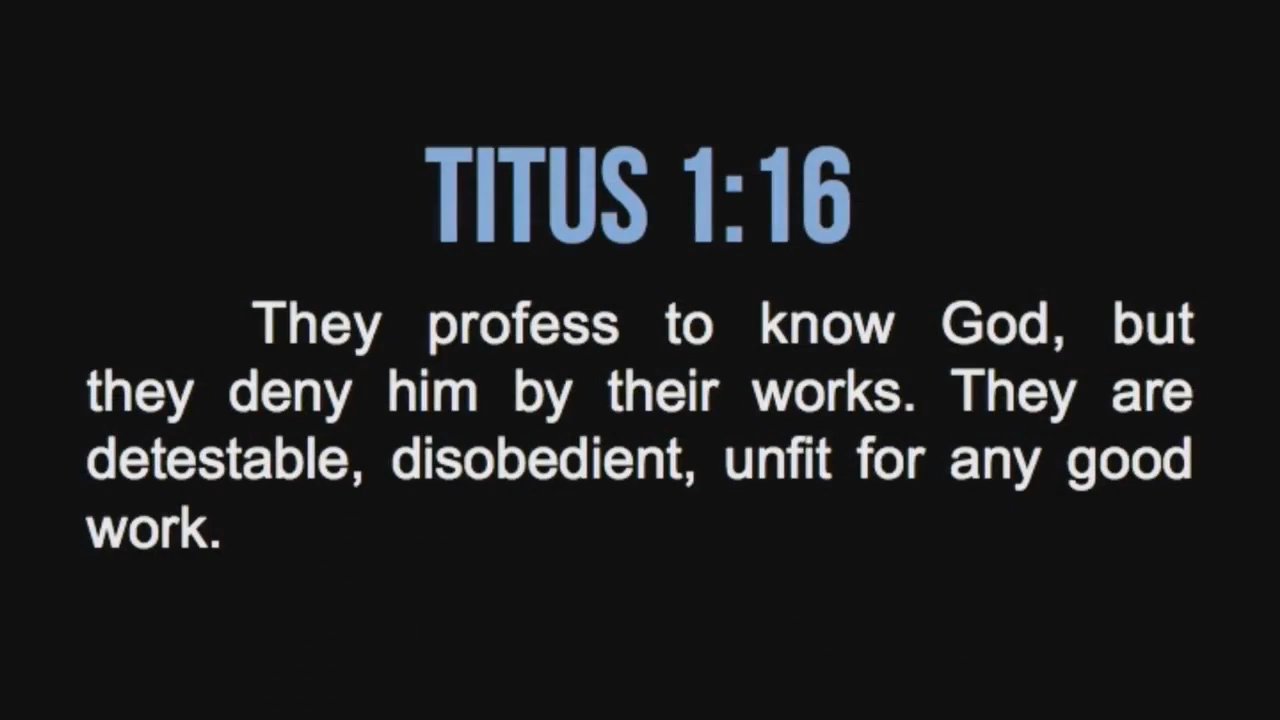 TITUS 1:16
They profess to know God, but
they deny him by their works. They are
detestable, disobedient, unfit for any good
work.